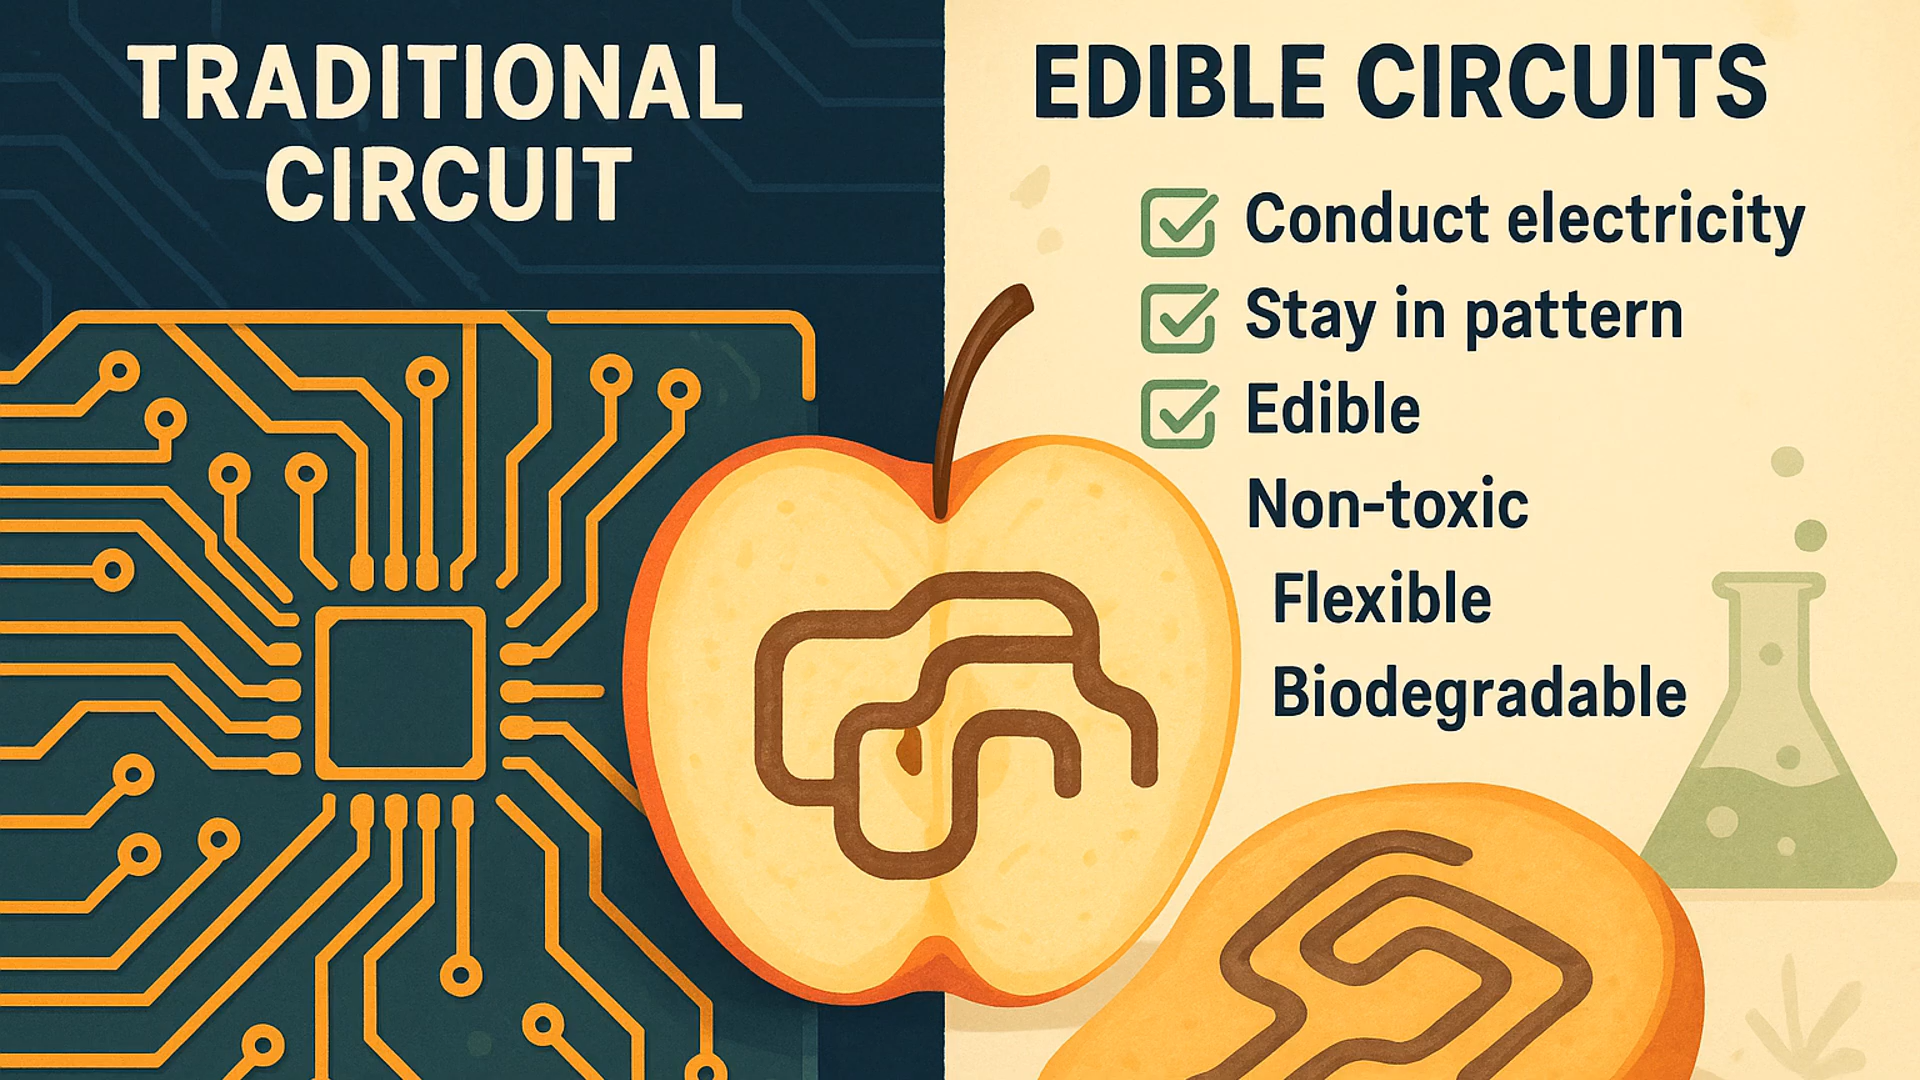 TRADITIONAL
CIRCUIT
EDIBLE CIRCUITS
Conduct electricity
Stay in pattern
Edible
Non-toxic
Flexible
Biodegradable